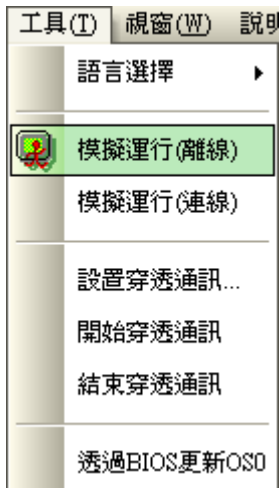 工具(T) 視窗(W) 說明
語言選擇
模擬運行(離線)
模擬運行(連線)
設置穿透通訊...
開始穿透通訊
結束穿透通訊
透過BIOS更新OS0